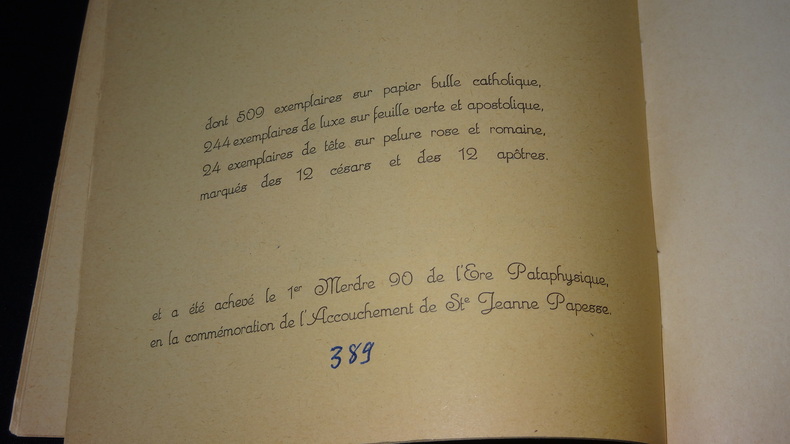 dont 509 exemplaires sur papier bulle catholique,
244 exemplaires de luxe sur feuille verte et apostolique,
24 exemplaires de tête sur pelure rose et romaine,
marqués des 12 césars et des 12 apôtres.
et a été achevé le 1er Merdre 90 de l'Ere Pataphysique,
en la commémoration de l'Accouchement de Ste Jeanne Papesse.
389